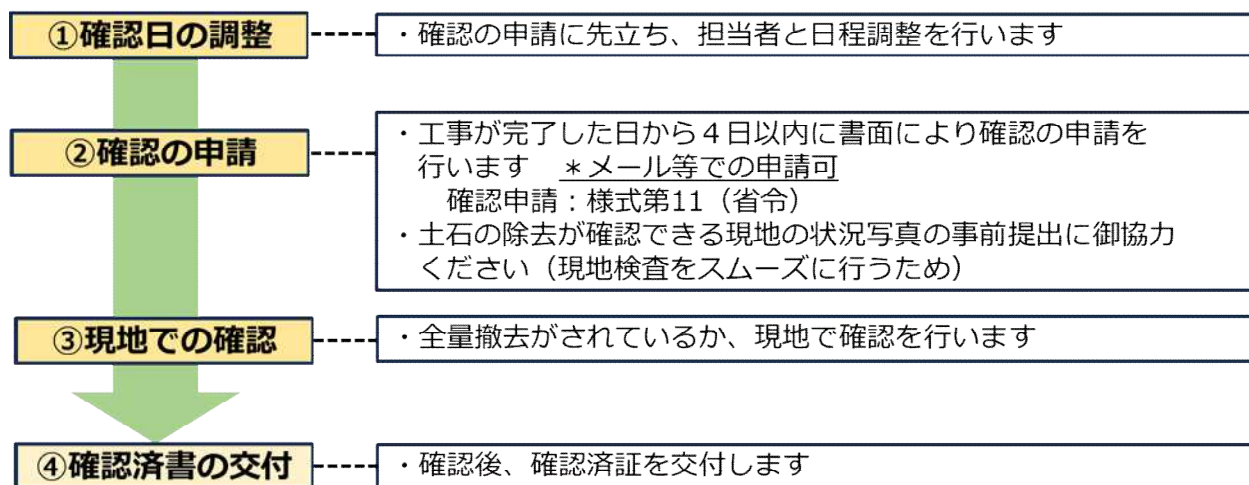 ①確認日の調整
・確認の申請に先立ち、担当者と日程調整を行います
②確認の申請
・工事が完了した日から４日以内に書面により確認の申請を
行います　＊メール等での申請可
確認申請：様式第11（省令）
・土石の除去が確認できる現地の状況写真の事前提出に御協力
ください（現地検査をスムーズに行うため）
③現地での確認
・全量撤去がされているか、現地で確認を行います
④確認済書の交付
・確認後、確認済証を交付します